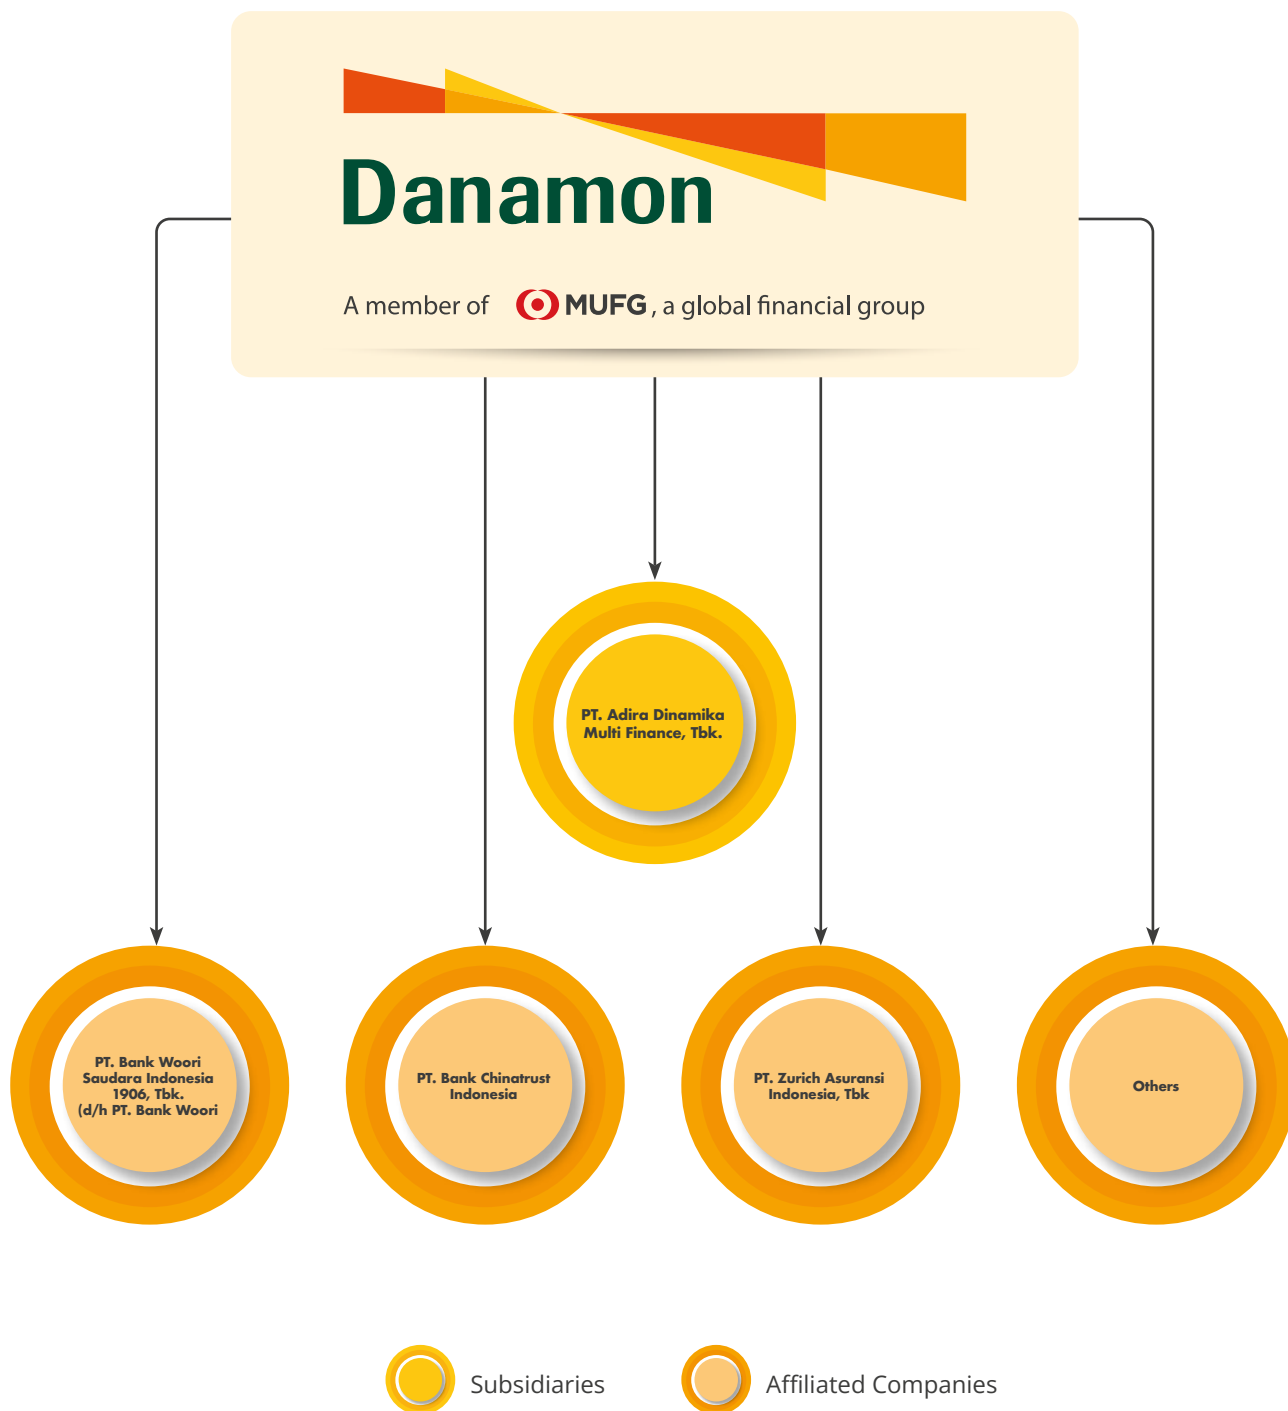 Danamon
A member of MUFG, a global financial group
PT. Adira Dinamika
Multi Finance, Tbk.
PT. Bank Woori
Saudara Indonesia
1906, Tbk.
(d/h PT. Bank Woori
PT. Bank Chinatrust
Indonesia
PT. Zurich Asuransi
Indonesia, Tbk
Others
Subsidiaries
Affiliated Companies